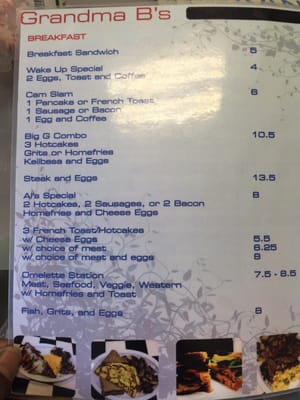 Grandma B's
BREAKFAST
Breakfast Sandwich 5
Wake Up Special 4
2 Eggs, Toast and Coffee
Cam Slam 6
1 Pancake or French Toast
1 Sausage or Bacon
1 Egg and Coffee
Big G Combo 10.5
3 Hotcakes
Grits or Homefries
Keilbasa and Eggs
Steak and Eggs 13.5
Aj's Special 8
2 Hotcakes, 2 Sausages, or 2 Bacon
Homefries and Cheese Eggs
3 French Toast/Hotcakes
w/ Cheese Eggs 5.5
w/ choice of meat 6.25
w/ choice of meat and eggs 8
Omelette Station 7.5 - 8.5
Meat, Seafood, Veggie, Western
w/ Homefries and Toast
Fish, Grits, and Eggs 8